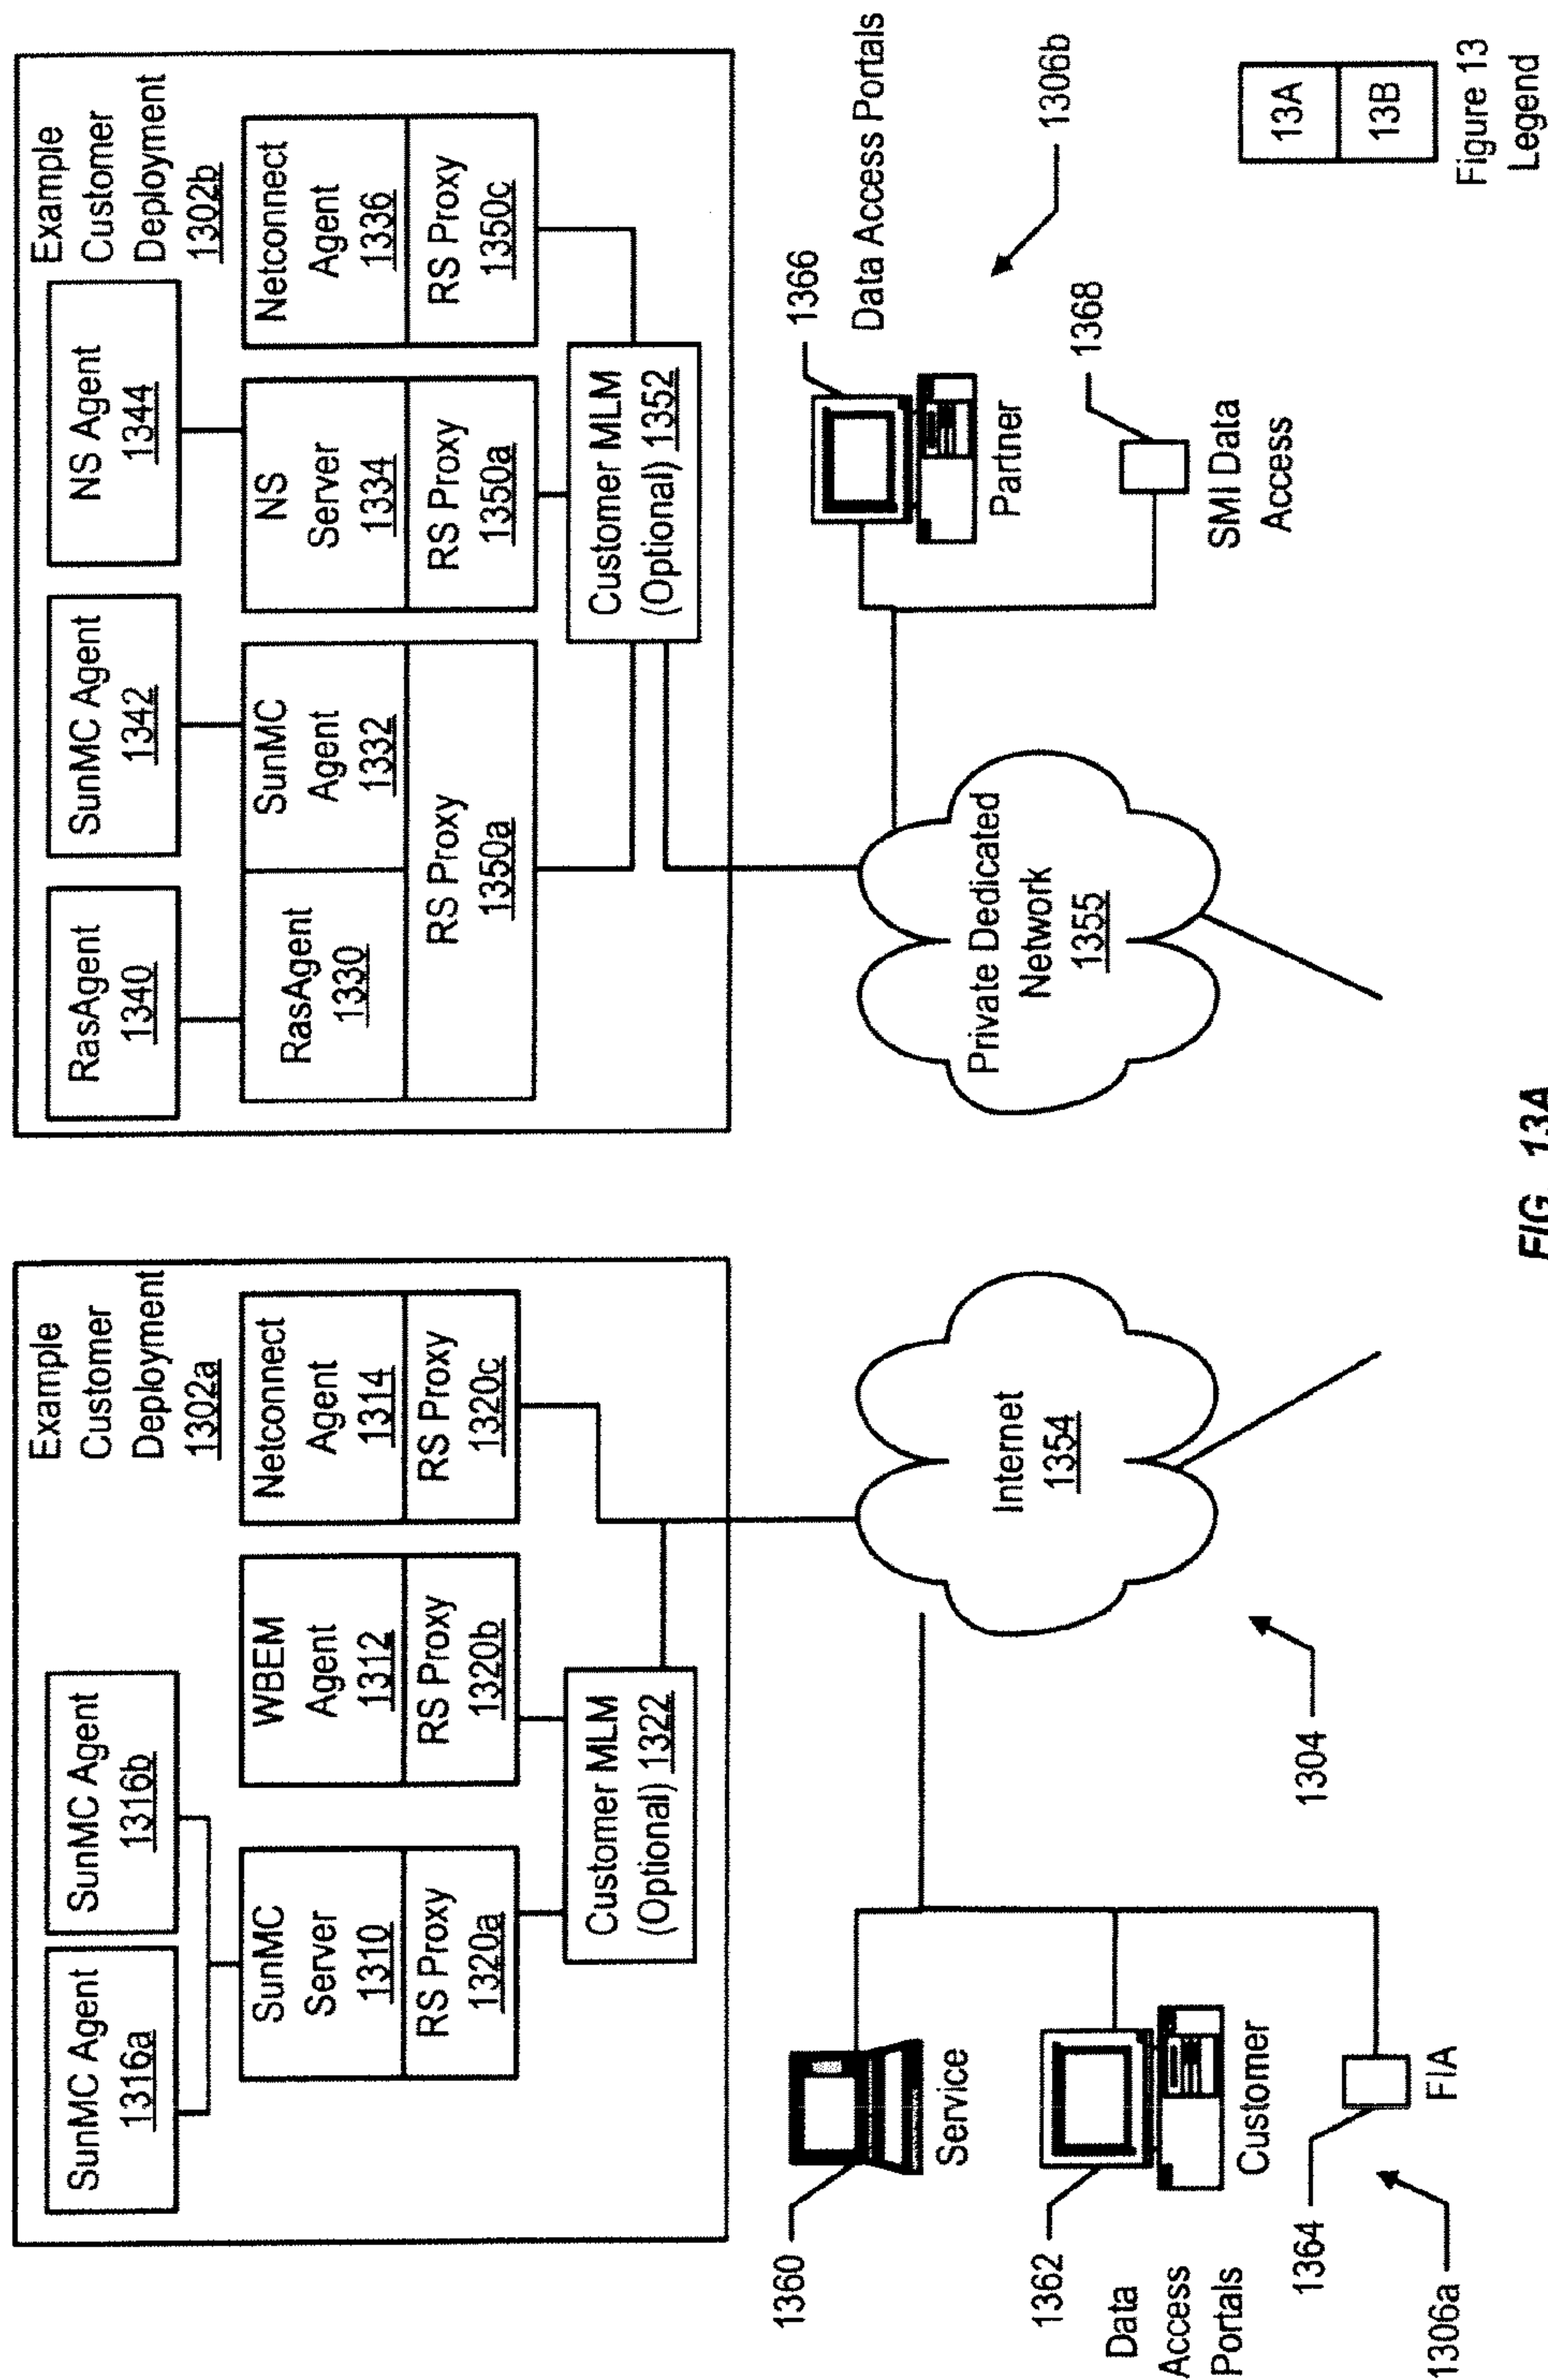 Example
Customer
Deployment
1302a
SunMC Agent
1316a
SunMC Agent
1316b
SunMC
Server
1310
RS Proxy
1320a
WBEM
Agent
1312
RS Proxy
1320b
Netconnect
Agent
1314
RS Proxy
1320c
Customer MLM
(Optional) 1322
Example
Customer
Deployment
1302b
RasAgent
1340
SunMC Agent
1342
NS Agent
1344
RasAgent
1330
SunMC
Agent
1332
RS Proxy
1350a
NS
Server
1334
RS Proxy
1350a
Netconnect
Agent
1336
RS Proxy
1350c
Customer MLM
(Optional) 1352
1360
Service
1362
Customer
Data
Access
Portals
1364
FIA
1306a
Internet
1354
1304
Private Dedicated
Network
1355
1366
Data Access Portals
Partner
1306b
1368
SMI Data
Access
13A
13B
Figure 13
Legend
FIG. 13A